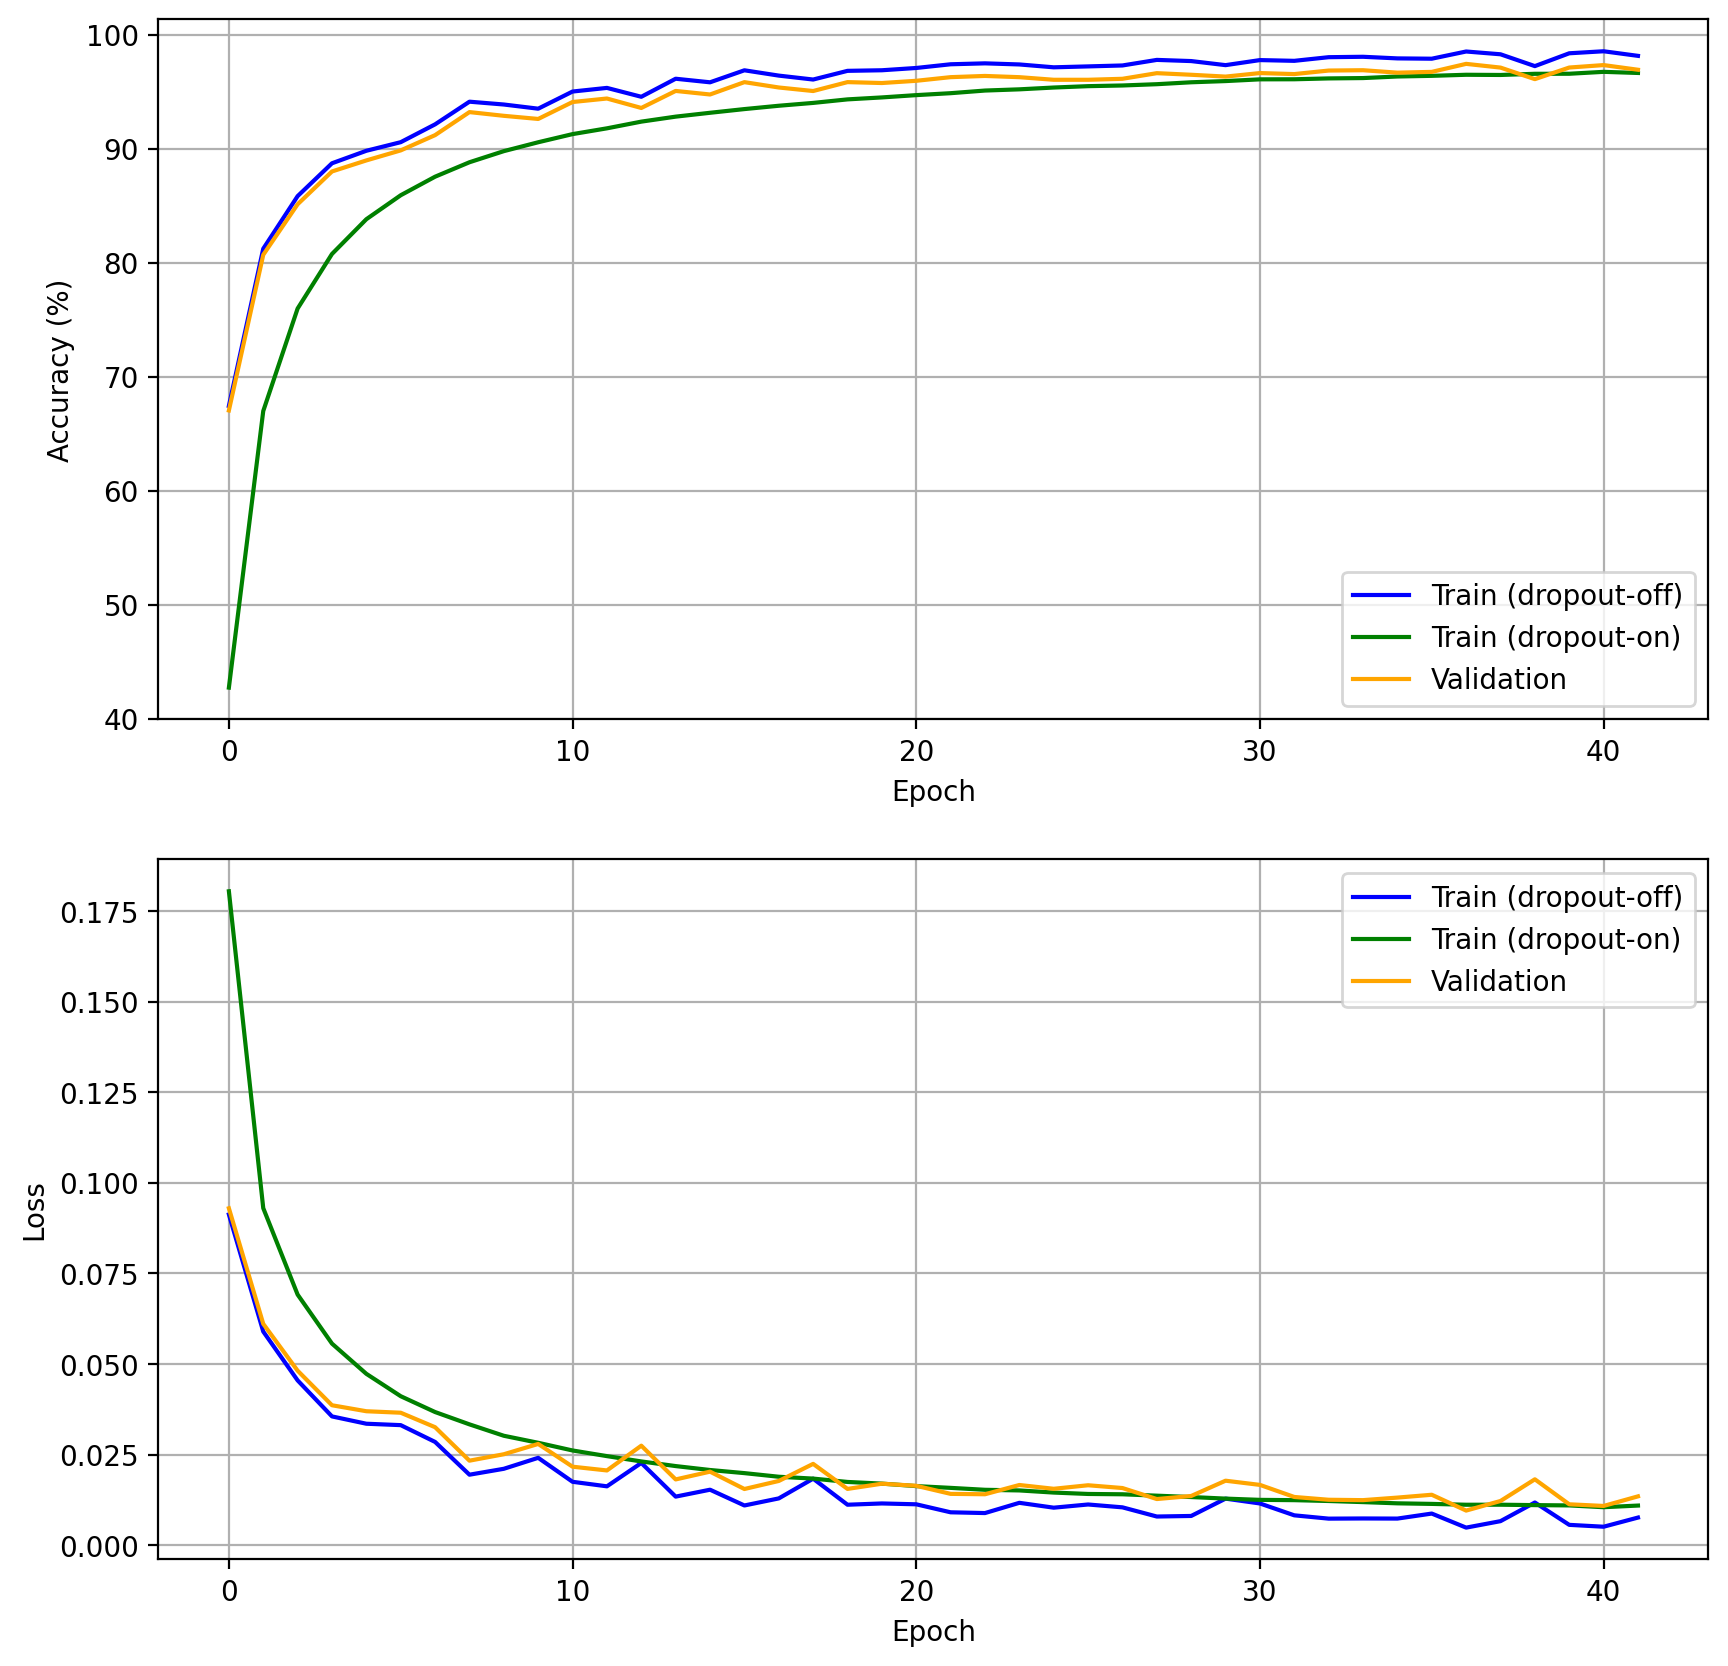 100
90
80
70
60
50
40
Accuracy (%)
0 10 20 30 40
Epoch
Train (dropout-off)
Train (dropout-on)
Validation
0.175
0.150
0.125
0.100
0.075
0.050
0.025
0.000
Loss
0 10 20 30 40
Epoch
Train (dropout-off)
Train (dropout-on)
Validation